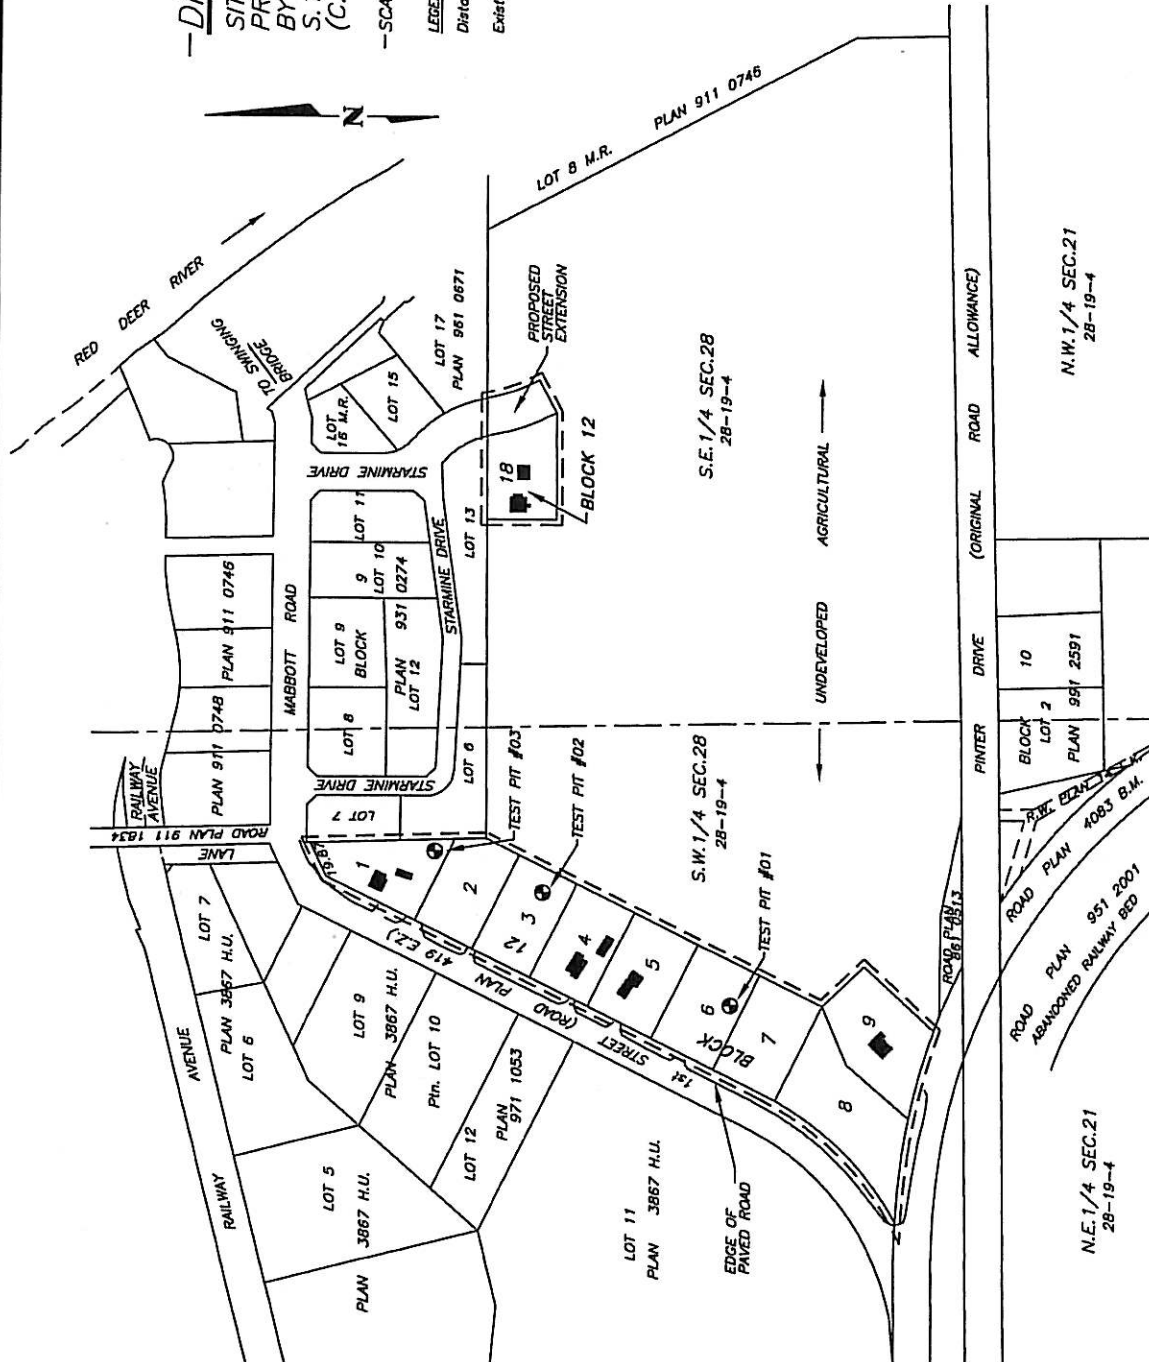 —DI
SIT
PR
BY
S.
(C.
—SCA
LEGE
Dista
Exist
N
RED DEER RIVER
TO SWINGING
BRIDGE
LOT 8 M.R. PLAN 911 0746
LOT 17
PLAN 961 0671
PROPOSED
STREET
EXTENSION
LOT
16 M.R.
LOT 15
STARMINE DRIVE
18
BLOCK 12
LOT 13
LOT 11
9
LOT 10
LOT 9
BLOCK
PLAN 931 0274
LOT 12
LOT 8
STARMINE DRIVE
STARMINE DRIVE
MABBOTT ROAD
PLAN 911 0746
PLAN 911 0748
RAILWAY
AVENUE
ROAD PLAN 911 1834
LANE
LOT 7
LOT 6
19.87
1
2
3
12
4
5
6
BLOCK
7
8
9
TEST PIT #03
TEST PIT #02
TEST PIT #01
S.E.1/4 SEC.28
28-19-4
S.W.1/4 SEC.28
28-19-4
UNDEVELOPED AGRICULTURAL
PINTER DRIVE (ORIGINAL ROAD ALLOWANCE)
N.W.1/4 SEC.21
28-19-4
BLOCK 10
LOT 2
PLAN 991 2591
R.W. PLAN
ROAD PLAN 4083 B.M.
ROAD PLAN 951 2001
ABANDONED RAILWAY BED
ROAD PLAN
861 0513
N.E.1/4 SEC.21
28-19-4
1st STREET (ROAD PLAN 419 E.Z.)
LOT 7
PLAN 3867 H.U.
LOT 6
LOT 9
PLAN 3867 H.U.
Ptn. LOT 10
LOT 12
PLAN
971 1053
RAILWAY AVENUE
LOT 5
PLAN 3867 H.U.
LOT 11
PLAN 3867 H.U.
EDGE OF
PAVED ROAD